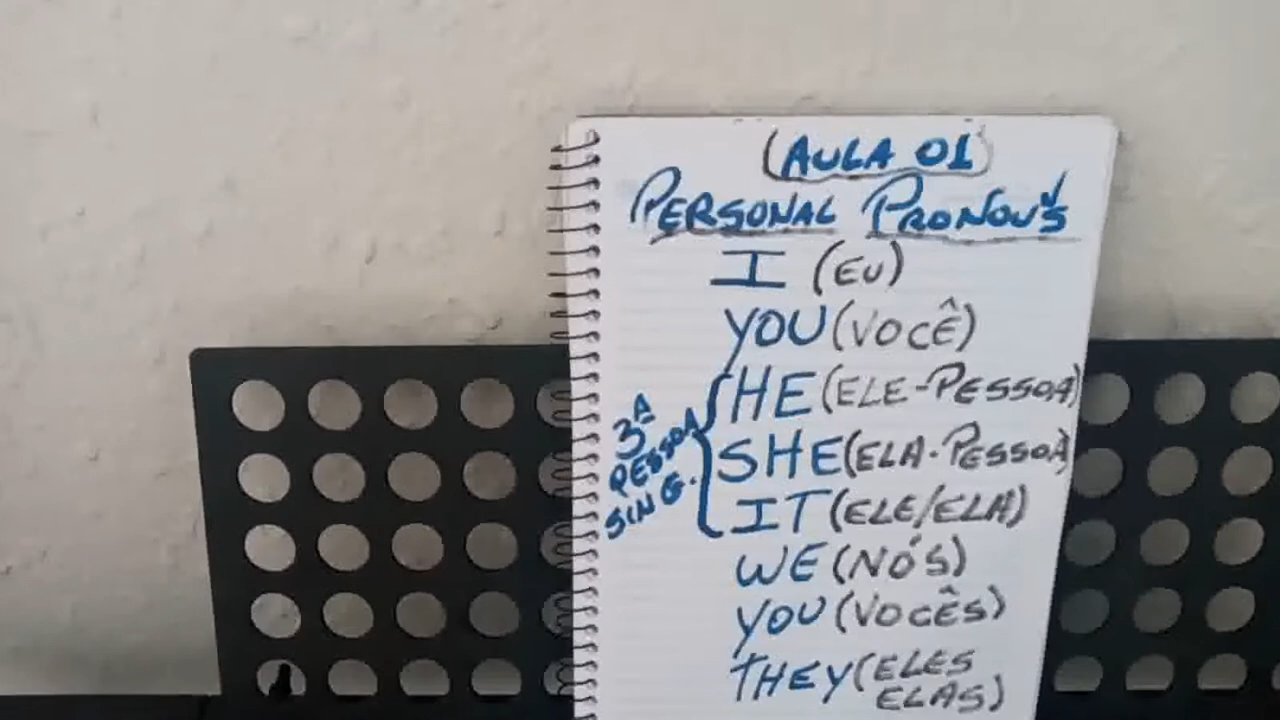 (AULA 01)
PERSONAL PRONOUNS
I (EU)
YOU (VOCÊ)
HE (ELE-PESSOA)
SHE (ELA-PESSOA)
IT (ELE/ELA)
3ª
PESSOA
SING.
WE (NÓS)
YOU (VOCÊS)
THEY (ELES
ELAS)